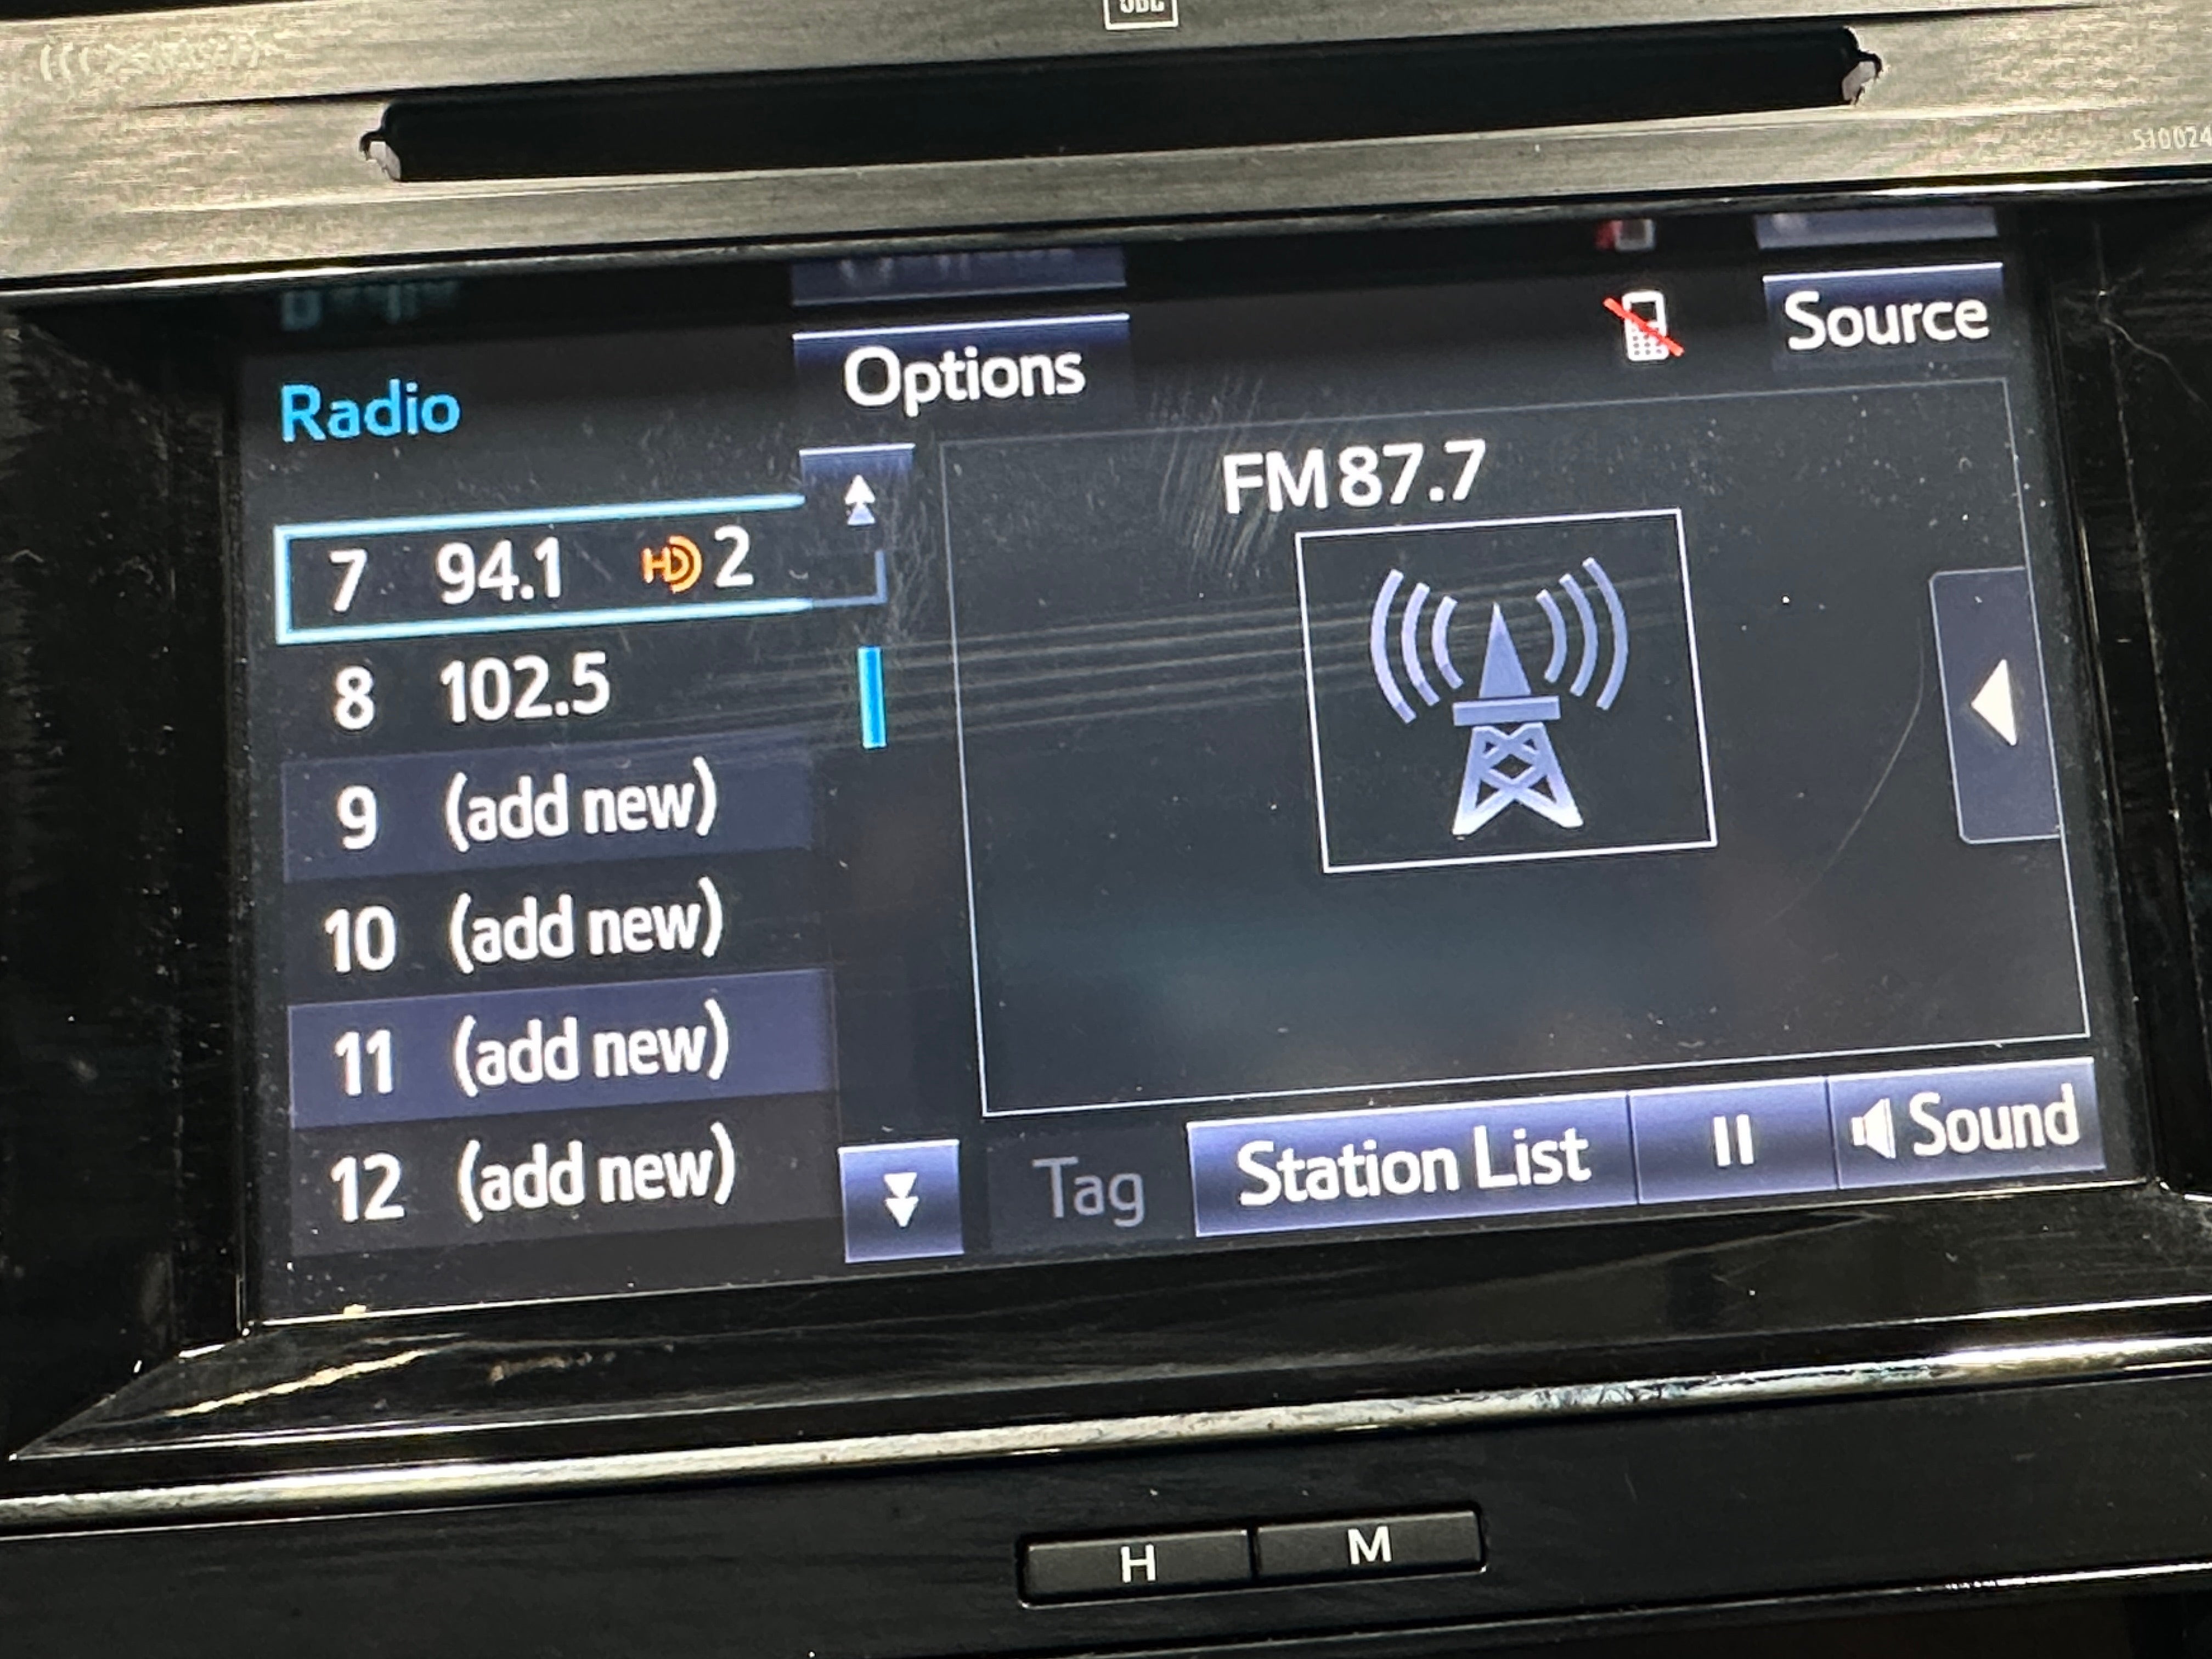 510024
Radio
Options
Source
FM 87.7
7 94.1 HD 2
8 102.5
9 (add new)
10 (add new)
11 (add new)
12 (add new)
Tag
Station List
Sound
H M